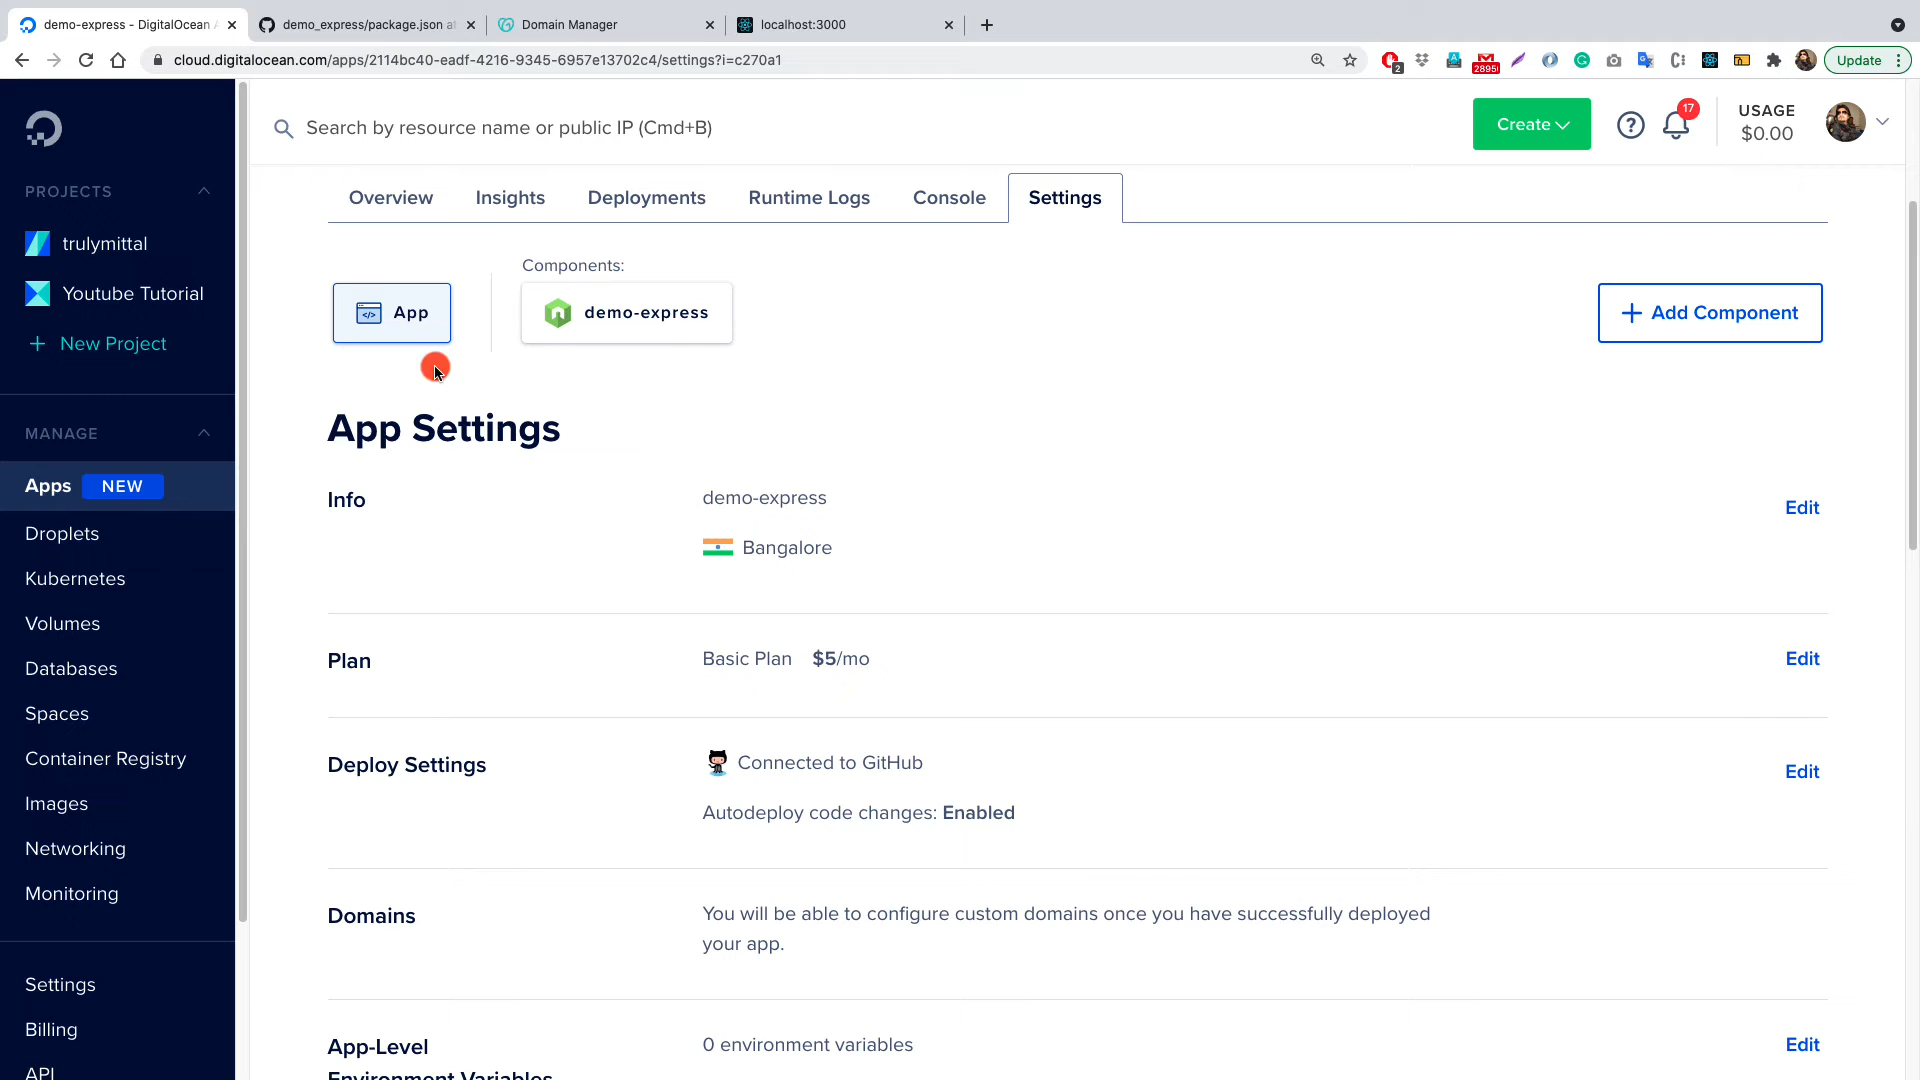 demo-express - DigitalOcean
demo_express/package.json at
Domain Manager
localhost:3000
cloud.digitalocean.com/apps/2114bc40-eadf-4216-9345-6957e13702c4/settings?i=c270a1
2
2895
Update
Search by resource name or public IP (Cmd+B)
Create
17
USAGE
$0.00
PROJECTS
trulymittal
Youtube Tutorial
New Project
MANAGE
Apps NEW
Droplets
Kubernetes
Volumes
Databases
Spaces
Container Registry
Images
Networking
Monitoring
Settings
Billing
API
Overview
Insights
Deployments
Runtime Logs
Console
Settings
App
Components:
demo-express
+ Add Component
App Settings
Info
demo-express
Edit
Bangalore
Plan
Basic Plan $5/mo
Edit
Deploy Settings
Connected to GitHub
Edit
Autodeploy code changes: Enabled
Domains
You will be able to configure custom domains once you have successfully deployed
your app.
App-Level
Environment Variables
0 environment variables
Edit